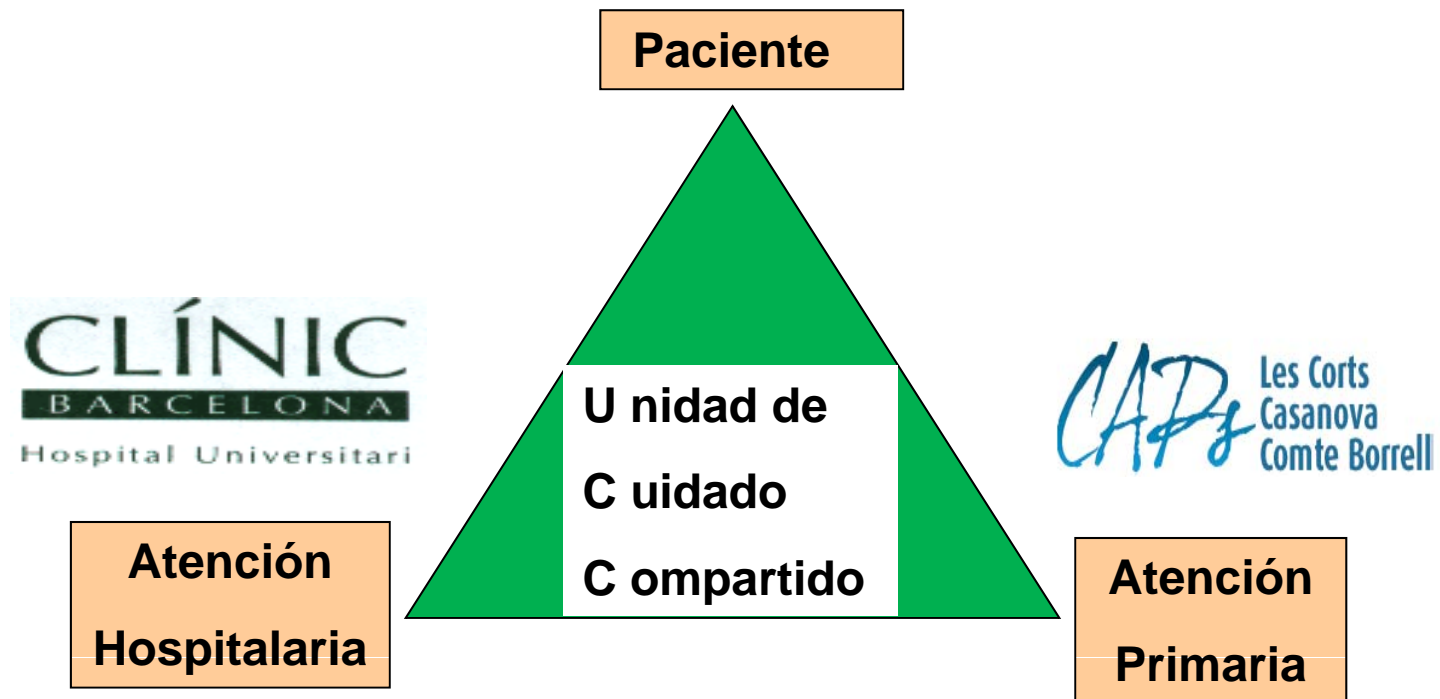 Paciente
CLÍNIC
BARCELONA
Hospital Universitari
U nidad de
C uidado
C ompartido
CAPs
Les Corts
Casanova
Comte Borrell
Atención
Hospitalaria
Atención
Primaria